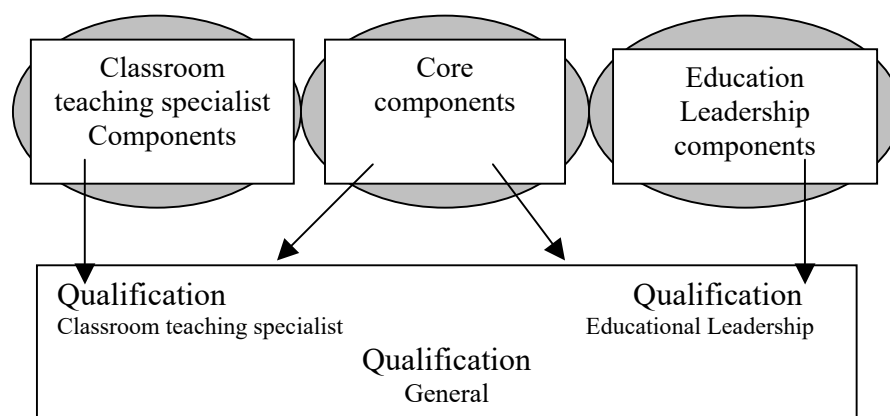 Classroom
teaching specialist
Components
Core
components
Education
Leadership
components
Qualification
Classroom teaching specialist
Qualification
Educational Leadership
Qualification
General